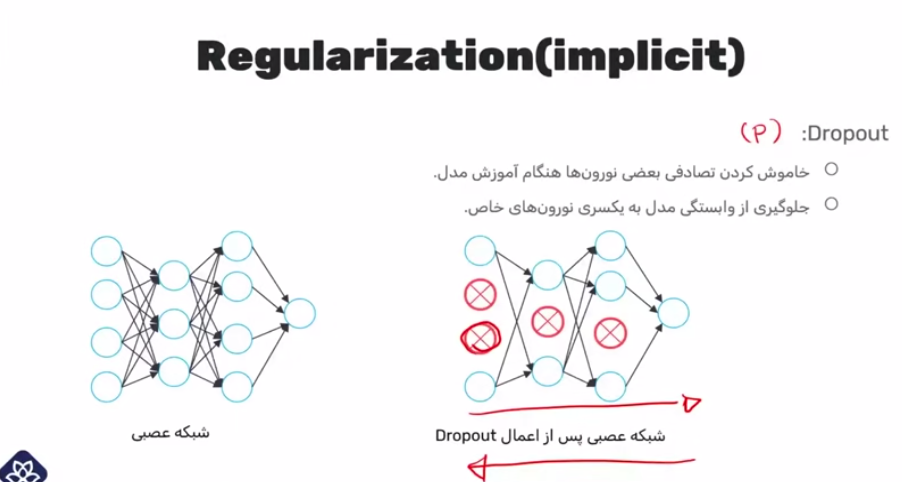 Regularization(implicit)
Dropout: (P)
خاموش کردن تصادفی بعضی نورون‌ها هنگام آموزش مدل.
جلوگیری از وابستگی مدل به یکسری نورون‌های خاص.
شبکه عصبی
شبکه عصبی پس از اعمال Dropout